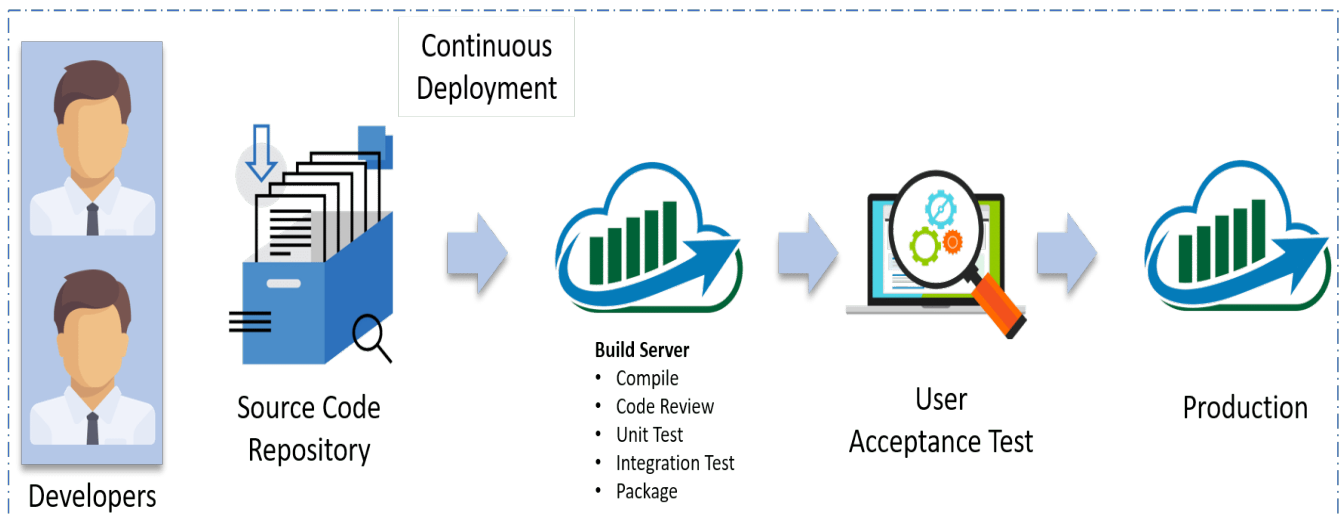 Continuous
Deployment
Developers
Source Code
Repository
Build Server
• Compile
• Code Review
• Unit Test
• Integration Test
• Package
User
Acceptance Test
Production